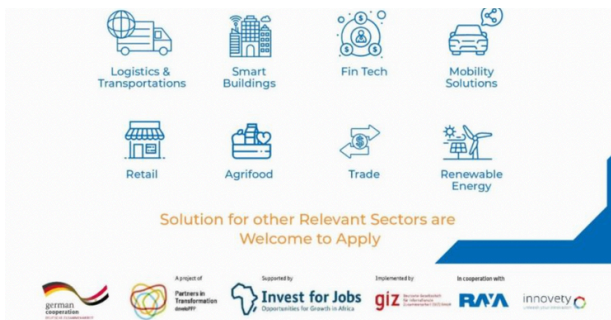 Logistics &
Transportations
Smart
Buildings
Fin Tech
Mobility
Solutions
Retail
Agrifood
Trade
Renewable
Energy
Solution for other Relevant Sectors are
Welcome to Apply
german
cooperation
A project of
Partners in
Transformation
Supported by
Invest for Jobs
Opportunities for Growth in Africa
Implemented by
giz
In cooperation with
RAYA
innovety